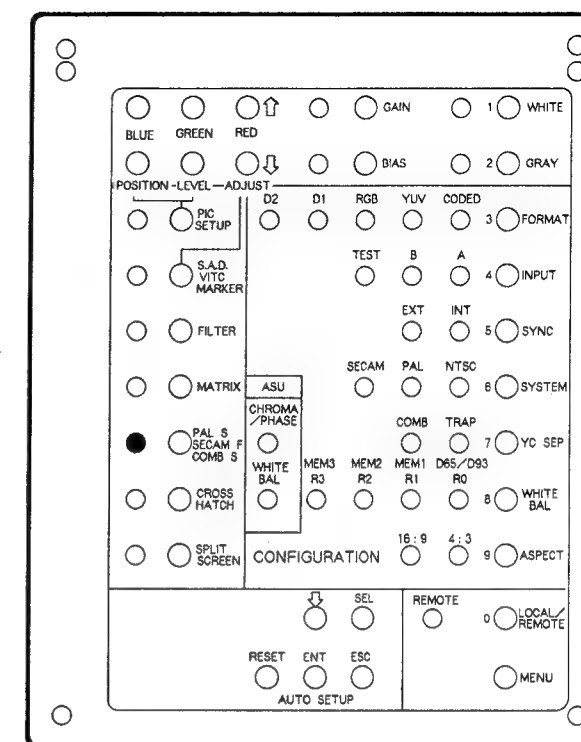 1 GAIN WHITE
BLUE GREEN RED
BIAS 2 GRAY
POSITION-LEVEL-ADJUST
D2 D1 RGB YUV CODED
PIC SETUP 3 FORMAT
TEST B A
S.A.D. VITC MARKER 4 INPUT
EXT INT
FILTER 5 SYNC
SECAM PAL NTSC
MATRIX ASU 6 SYSTEM
CHROMA /PHASE
COMB TRAP
PAL S SECAM F COMB S 7 YC SEP
WHITE BAL MEM3 MEM2 MEM1 D65/D93
R3 R2 R1 R0
CROSS HATCH 8 WHITE BAL
16:9 4:3
SPLIT SCREEN CONFIGURATION 9 ASPECT
SEL REMOTE
0 LOCAL/ REMOTE
RESET ENT ESC
MENU
AUTO SETUP